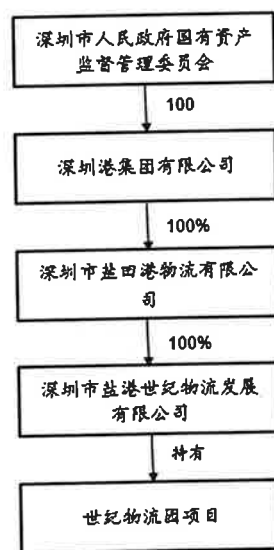 深圳市人民政府国有资产
监督管理委员会
100
深圳港集团有限公司
100%
深圳市盐田港物流有限公
司
100%
深圳市盐港世纪物流发展
有限公司
持有
世纪物流园项目